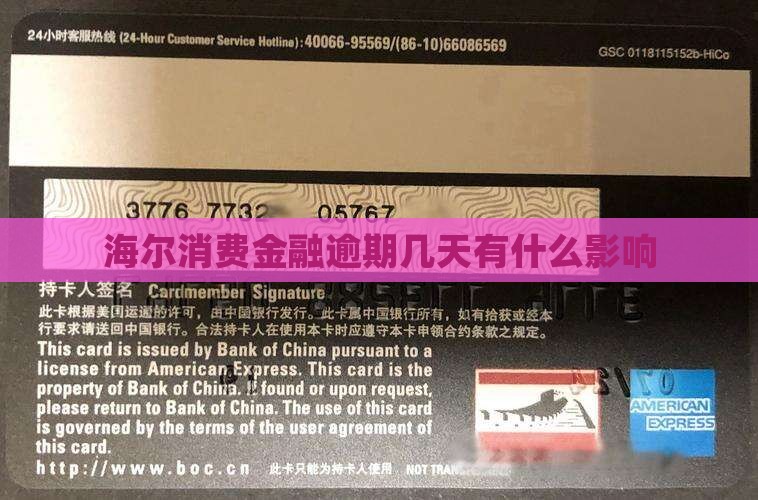 24小时客服热线 (24-Hour Customer Service Hotline):40066-95569/(86-10)66086569
GSC 0118115152b-HiCo
3776 7732 05767
海尔消费金融逾期几天有什么影响
持卡人签名 Cardmember Signature
此卡根据美国运通的许可，由中国银行发行。此卡属中国银行所有，如有拾获或经本
行要求请送回中国银行。合法持卡人在使用本卡时应遵守本卡申领合约条款之规定。
This card is issued by Bank of China pursuant to a
license from American Express. This card is the
property of Bank of China. If found or upon request,
please return to Bank of China. The use of this card
is governed by the terms of the user agreement of
this card.
AMERICAN
EXPRESS
http://www.boc.cn 此卡只能为持卡人使用 NOT